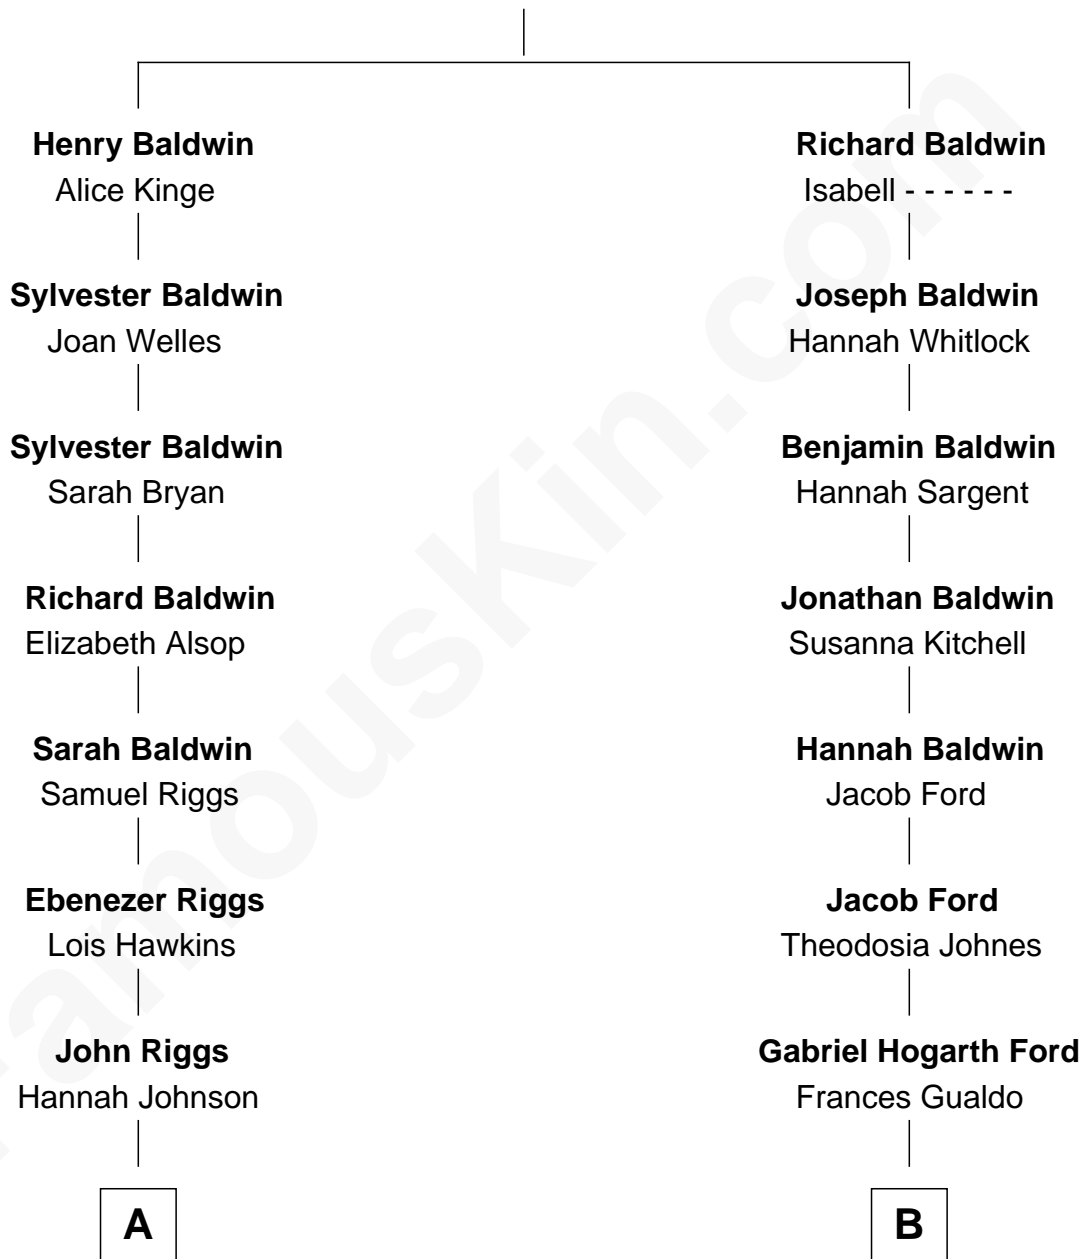 Henry Baldwin
Alice Kinge
Sylvester Baldwin
Joan Welles
Sylvester Baldwin
Sarah Bryan
Richard Baldwin
Elizabeth Alsop
Sarah Baldwin
Samuel Riggs
Ebenezer Riggs
Lois Hawkins
John Riggs
Hannah Johnson
A
Richard Baldwin
Isabell - - - - - -
Joseph Baldwin
Hannah Whitlock
Benjamin Baldwin
Hannah Sargent
Jonathan Baldwin
Susanna Kitchell
Hannah Baldwin
Jacob Ford
Jacob Ford
Theodosia Johnes
Gabriel Hogarth Ford
Frances Gualdo
B
FamousKin.com